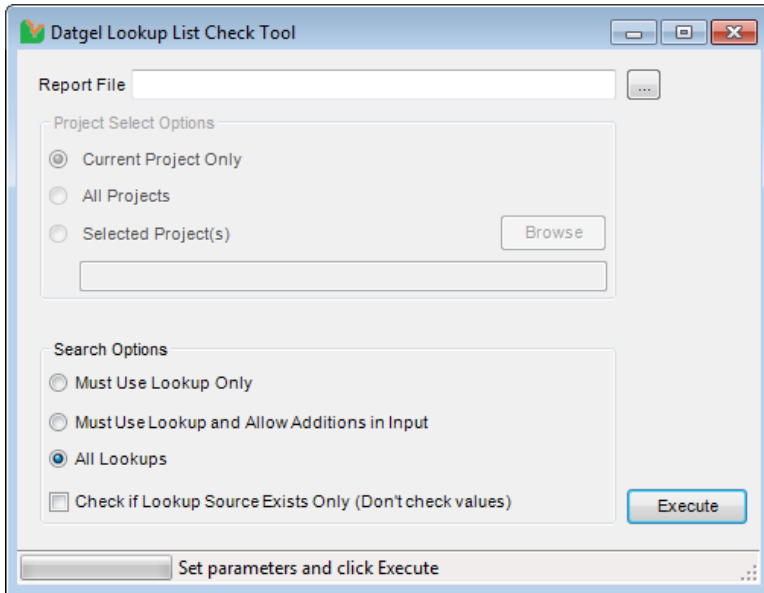 Datgel Lookup List Check Tool
Report File
...
Project Select Options
Current Project Only
All Projects
Selected Project(s)
Browse
Search Options
Must Use Lookup Only
Must Use Lookup and Allow Additions in Input
All Lookups
Check if Lookup Source Exists Only (Don't check values)
Execute
Set parameters and click Execute